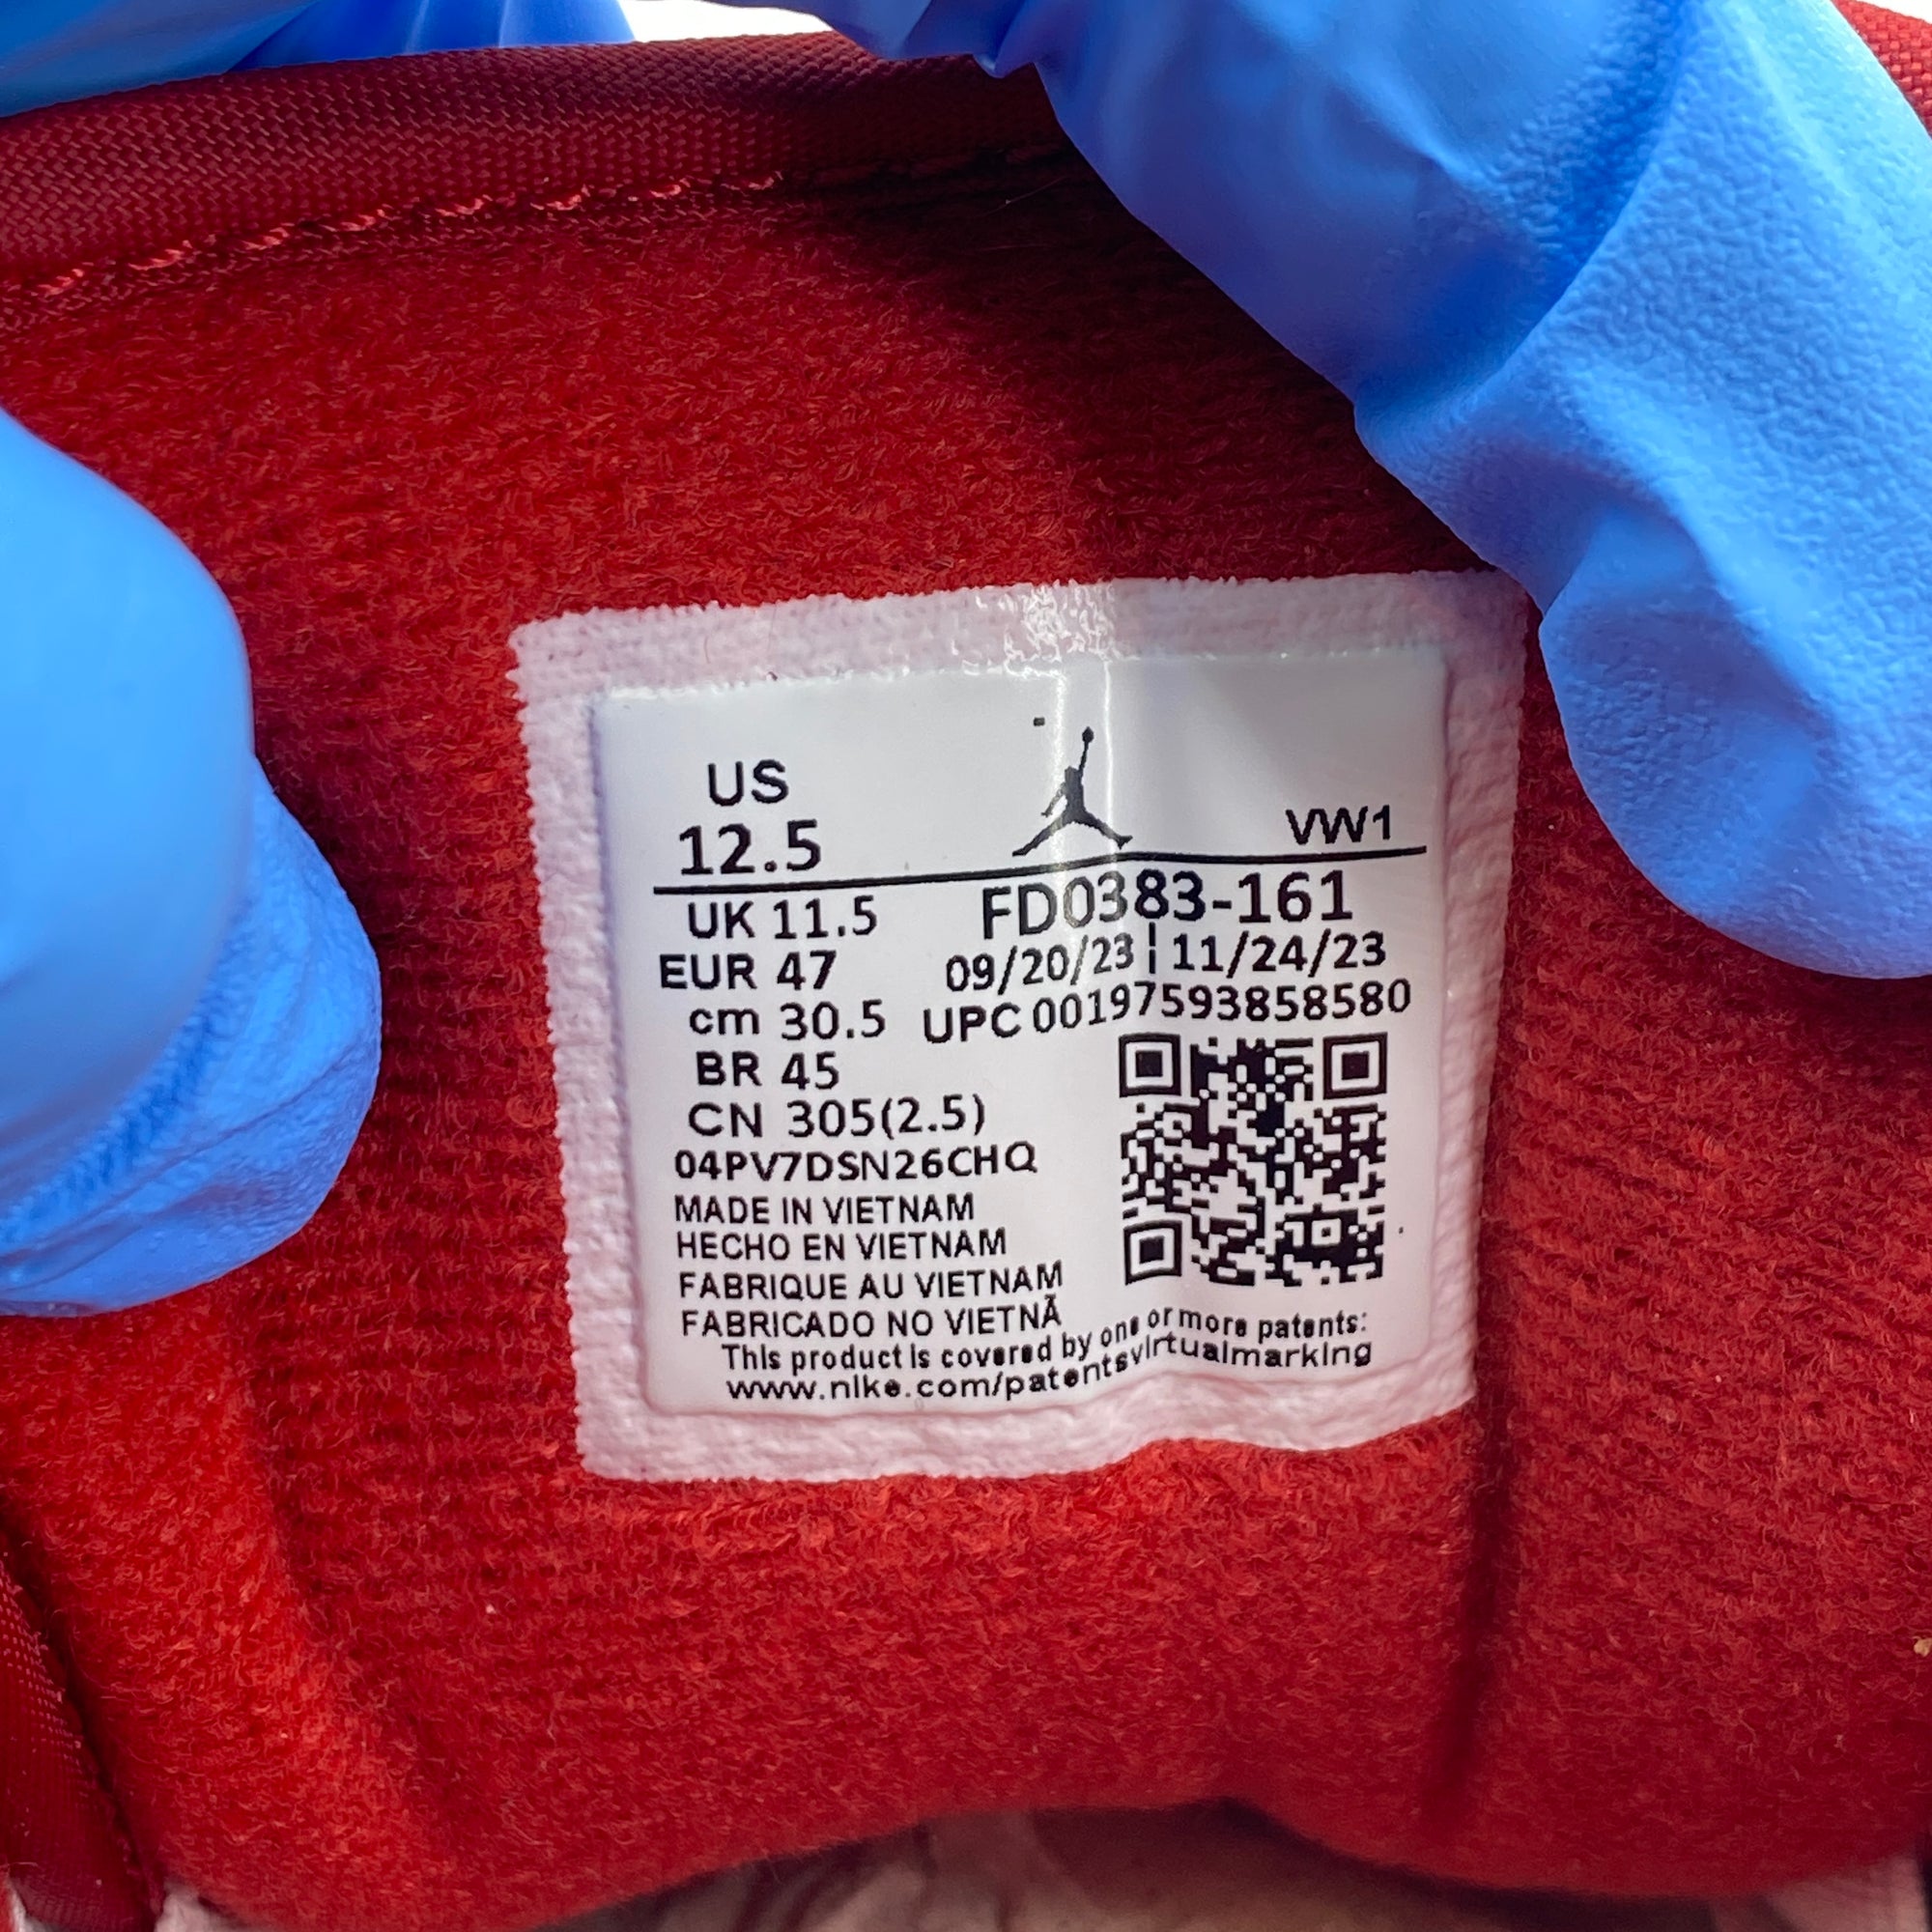 US
12.5
VW1
UK 11.5
FD0383-161
EUR 47
09/20/23 ¦ 11/24/23
cm 30.5
UPC 00197593858580
BR 45
CN 305(2.5)
04PV7DSN26CHQ
MADE IN VIETNAM
HECHO EN VIETNAM
FABRIQUE AU VIETNAM
FABRICADO NO VIETNÃ
This product is covered by one or more patents:
www.nike.com/patentsvirtualmarking